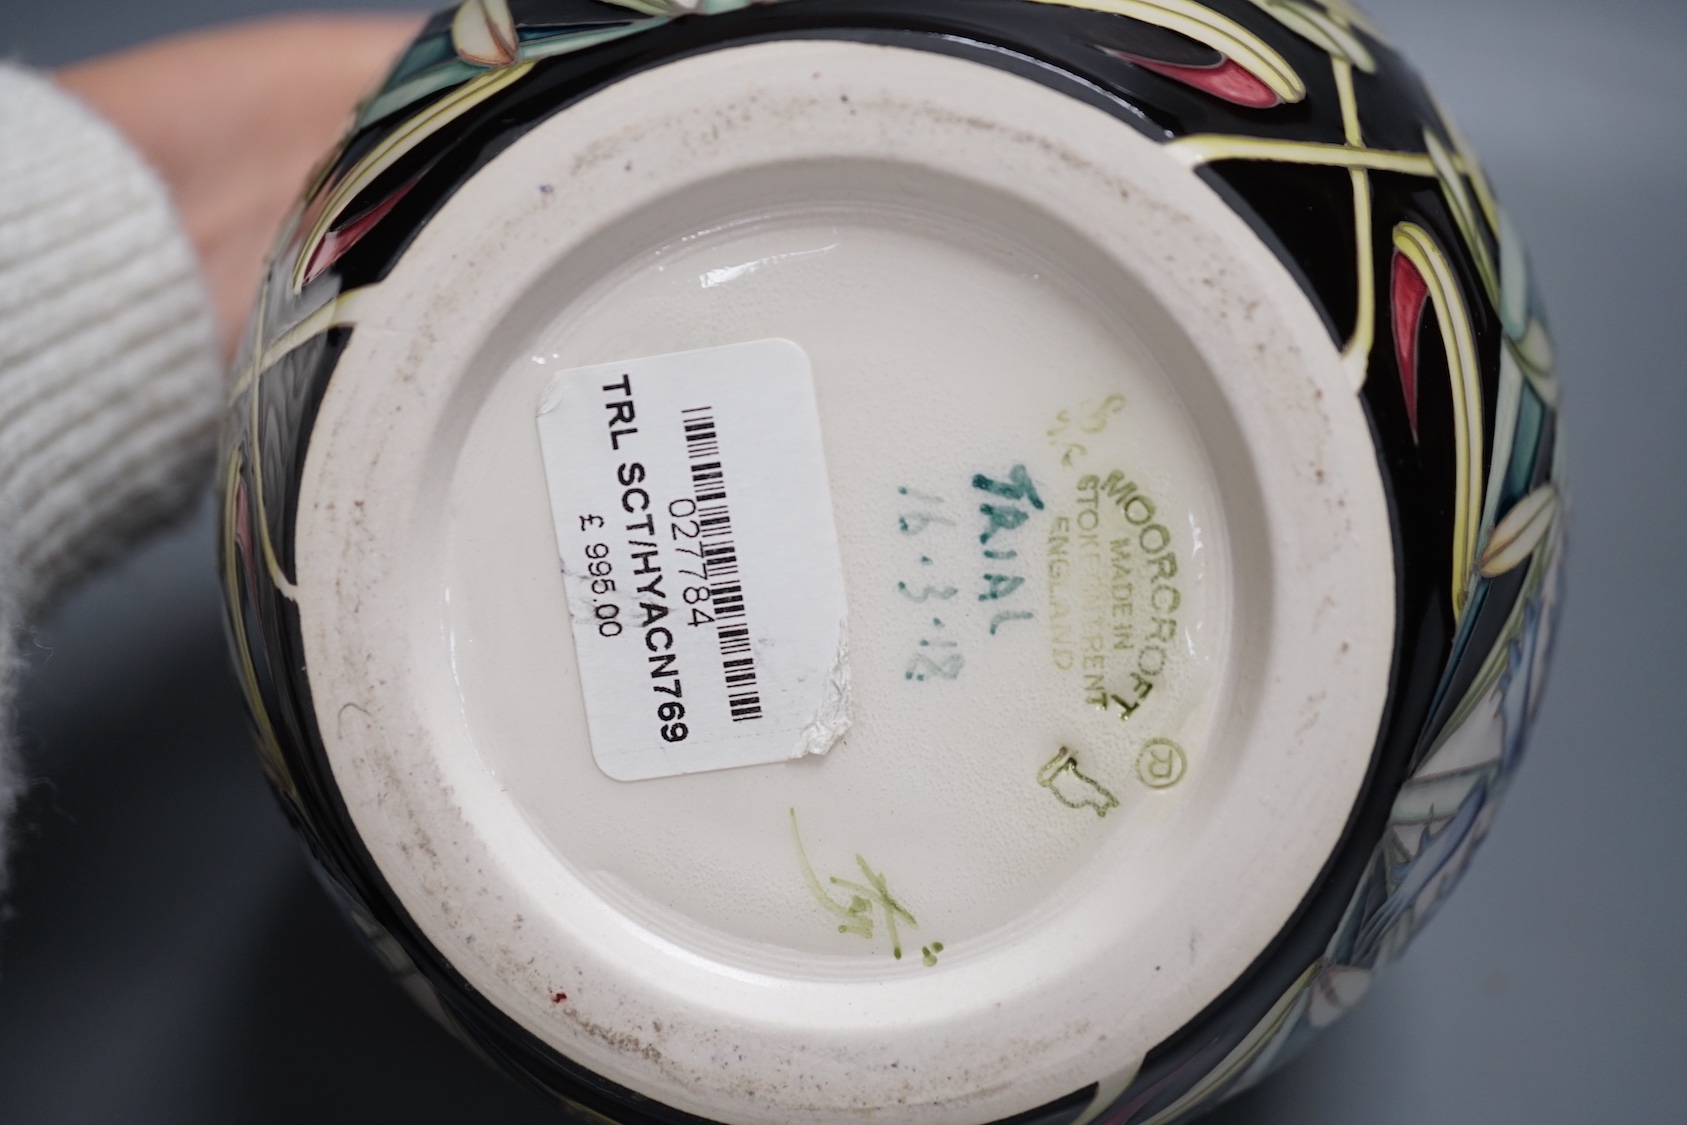 027784
TRL SCT/HYACN769
£ 995.00
TRIAL
16.3.18
MOORCROFT
MADE IN
STOKE ON TRENT
ENGLAND
®